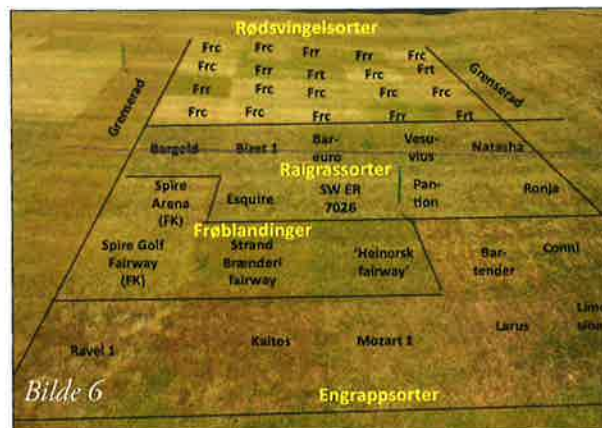 Rødsvingelsorter
Frc Frc Frr Frr Frc
Frc Frr Frt Frc Frt
Frr Frc Frc Frc Frc
Frc Frc Frc Frr Frt
Grenserad
Grenserad
Bargold
Bizet 1
Bar-
euro
Vesu-
vius
Natasha
Raigrassorter
Spire
Arena
(FK)
Esquire
SW ER
7026
Pan-
tion
Ronja
Frøblandinger
Spire Golf
Fairway
(FK)
Strand
Brænderi
fairway
'Helnorsk
fairway'
Bar-
tender
Conni
Larus
Ravel 1
Kaitos
Mozart 1
Engrappsorter
Bilde 6